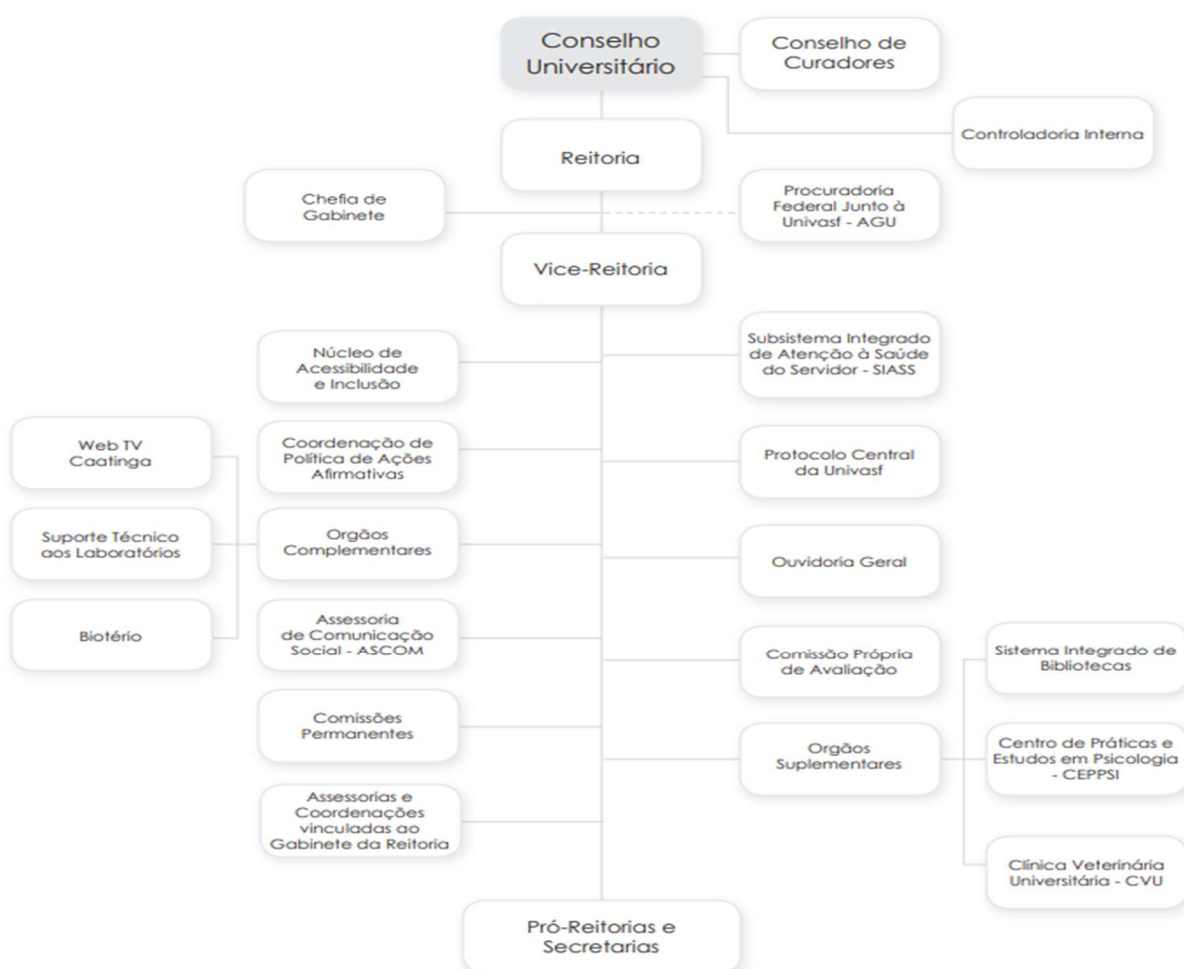 Conselho
Universitário
Conselho de
Curadores
Controladoria Interna
Reitoria
Chefia de
Gabinete
Procuradoria
Federal Junto à
Univasf - AGU
Vice-Reitoria
Núcleo de
Acessibilidade
e Inclusão
Subsistema Integrado
de Atenção à Saúde
do Servidor - SIASS
Web TV
Caatinga
Coordenação de
Política de Ações
Afirmativas
Protocolo Central
da Univasf
Suporte Técnico
aos Laboratórios
Orgãos
Complementares
Ouvidoria Geral
Biotério
Assessoria
de Comunicação
Social - ASCOM
Comissão Própria
de Avaliação
Sistema Integrado de
Bibliotecas
Comissões
Permanentes
Orgãos
Suplementares
Centro de Práticas e
Estudos em Psicologia
- CEPPSI
Assessorias e
Coordenações
vinculadas ao
Gabinete da Reitoria
Clínica Veterinária
Universitária - CVU
Pró-Reitorias e
Secretarias